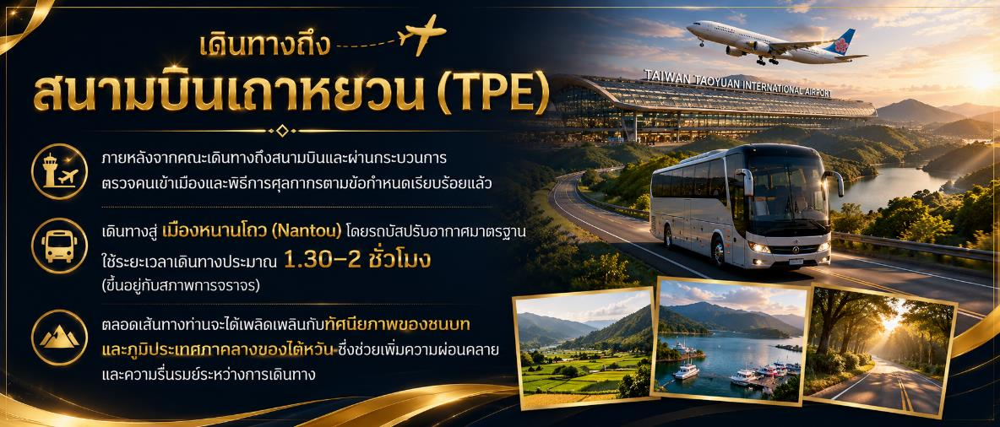 เดินทางถึง
สนามบินเถาหยวน (TPE)
ภายหลังจากคณะเดินทางถึงสนามบินและผ่านกระบวนการ
ตรวจคนเข้าเมืองและพิธีการศุลกากรตามข้อกำหนดเรียบร้อยแล้ว
เดินทางสู่ เมืองหนานโถว (Nantou) โดยรถบัสปรับอากาศมาตรฐาน
ใช้ระยะเวลาเดินทางประมาณ 1.30–2 ชั่วโมง
(ขึ้นอยู่กับสภาพการจราจร)
ตลอดเส้นทางท่านจะได้เพลิดเพลินกับทัศนียภาพของชนบท
และภูมิประเทศภาคกลางของไต้หวัน ซึ่งช่วยเพิ่มความผ่อนคลาย
และความรื่นรมย์ระหว่างการเดินทาง
TAIWAN TAOYUAN INTERNATIONAL AIRPORT